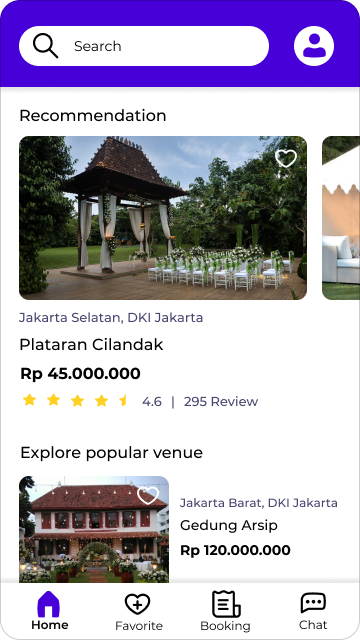 Search
Recommendation
Jakarta Selatan, DKI Jakarta
Plataran Cilandak
Rp 45.000.000
4.6 | 295 Review
Explore popular venue
Jakarta Barat, DKI Jakarta
Gedung Arsip
Rp 120.000.000
Home
Favorite
Booking
Chat